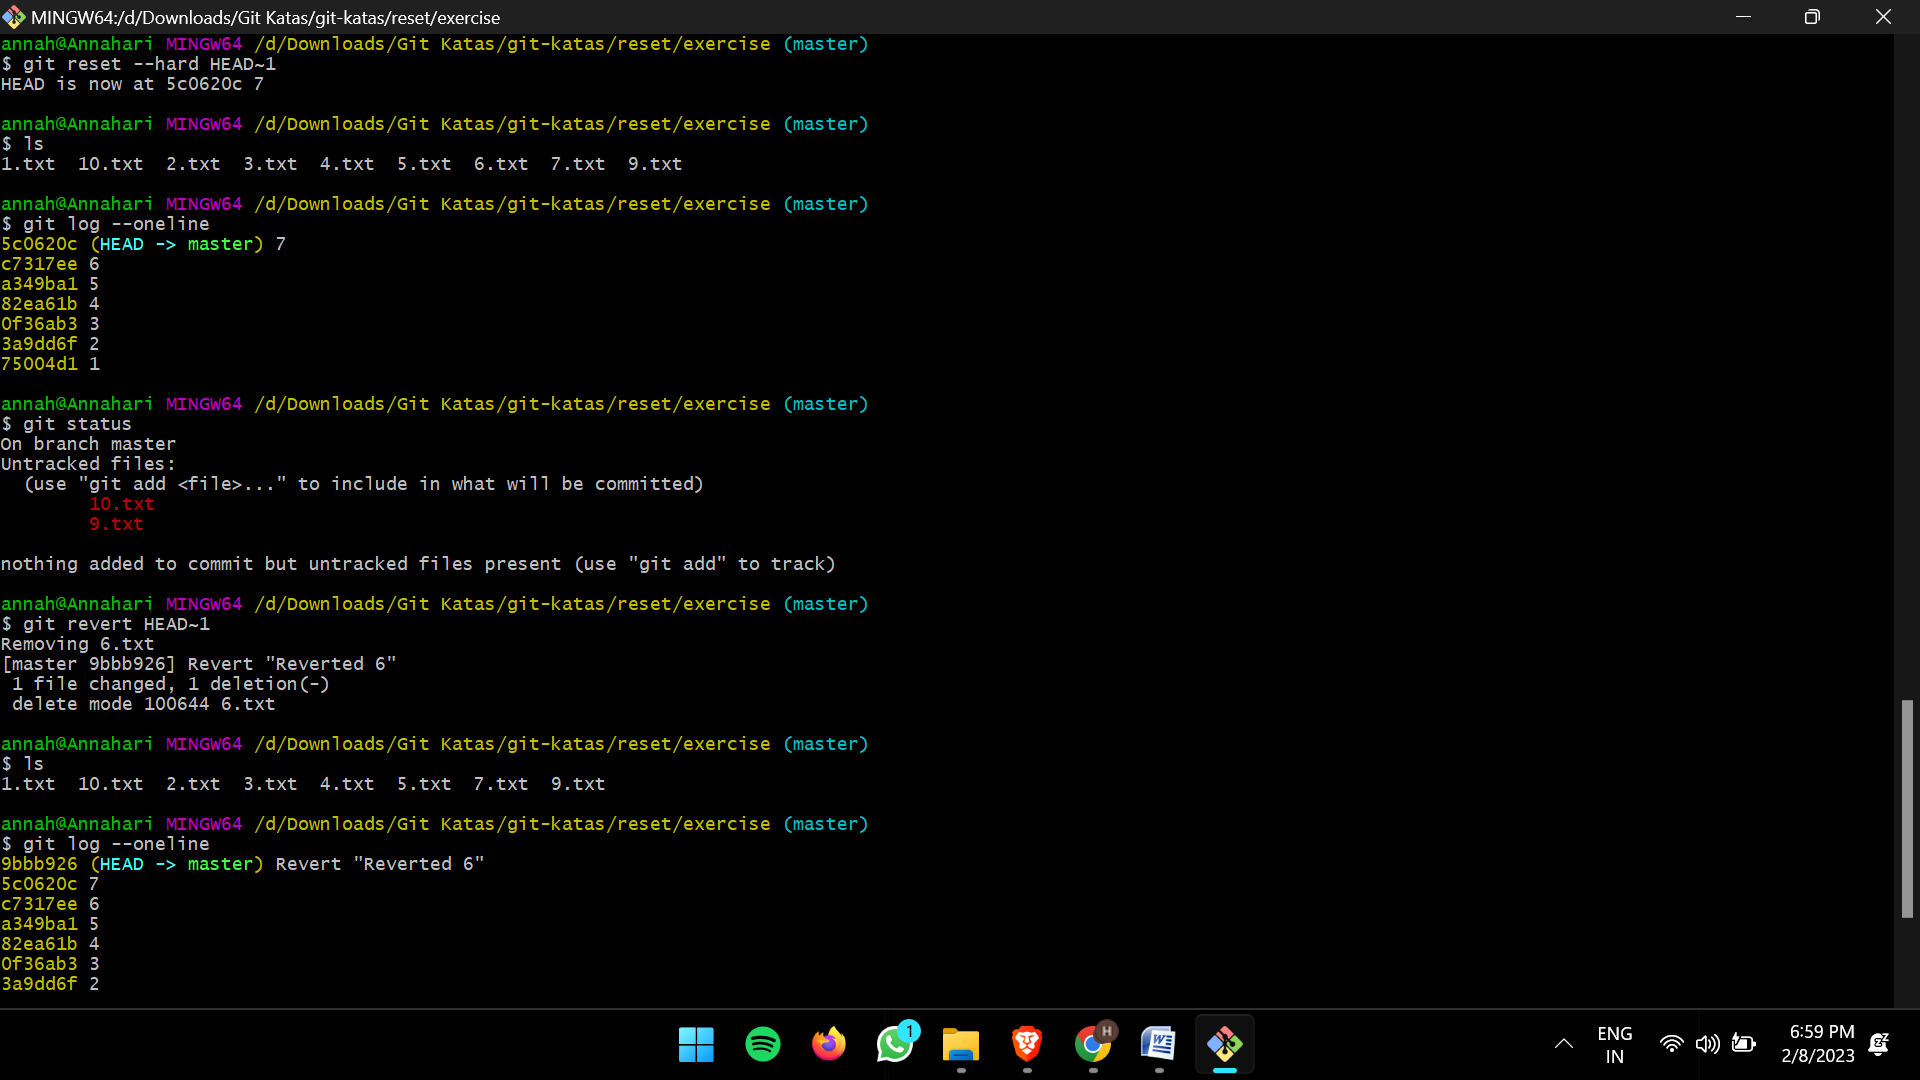 MINGW64:/d/Downloads/Git Katas/git-katas/reset/exercise
annah@Annahari MINGW64 /d/Downloads/Git Katas/git-katas/reset/exercise (master)
$ git reset --hard HEAD~1
HEAD is now at 5c0620c 7
annah@Annahari MINGW64 /d/Downloads/Git Katas/git-katas/reset/exercise (master)
$ ls
1.txt  10.txt  2.txt  3.txt  4.txt  5.txt  6.txt  7.txt  9.txt
annah@Annahari MINGW64 /d/Downloads/Git Katas/git-katas/reset/exercise (master)
$ git log --oneline
5c0620c (HEAD -> master) 7
c7317ee 6
a349ba1 5
82ea61b 4
0f36ab3 3
3a9dd6f 2
75004d1 1
annah@Annahari MINGW64 /d/Downloads/Git Katas/git-katas/reset/exercise (master)
$ git status
On branch master
Untracked files:
  (use "git add <file>..." to include in what will be committed)
        10.txt
        9.txt
nothing added to commit but untracked files present (use "git add" to track)
annah@Annahari MINGW64 /d/Downloads/Git Katas/git-katas/reset/exercise (master)
$ git revert HEAD~1
Removing 6.txt
[master 9bbb926] Revert "Reverted 6"
 1 file changed, 1 deletion(-)
 delete mode 100644 6.txt
annah@Annahari MINGW64 /d/Downloads/Git Katas/git-katas/reset/exercise (master)
$ ls
1.txt  10.txt  2.txt  3.txt  4.txt  5.txt  7.txt  9.txt
annah@Annahari MINGW64 /d/Downloads/Git Katas/git-katas/reset/exercise (master)
$ git log --oneline
9bbb926 (HEAD -> master) Revert "Reverted 6"
5c0620c 7
c7317ee 6
a349ba1 5
82ea61b 4
0f36ab3 3
3a9dd6f 2
1
H
W
ENG
IN
6:59 PM
2/8/2023